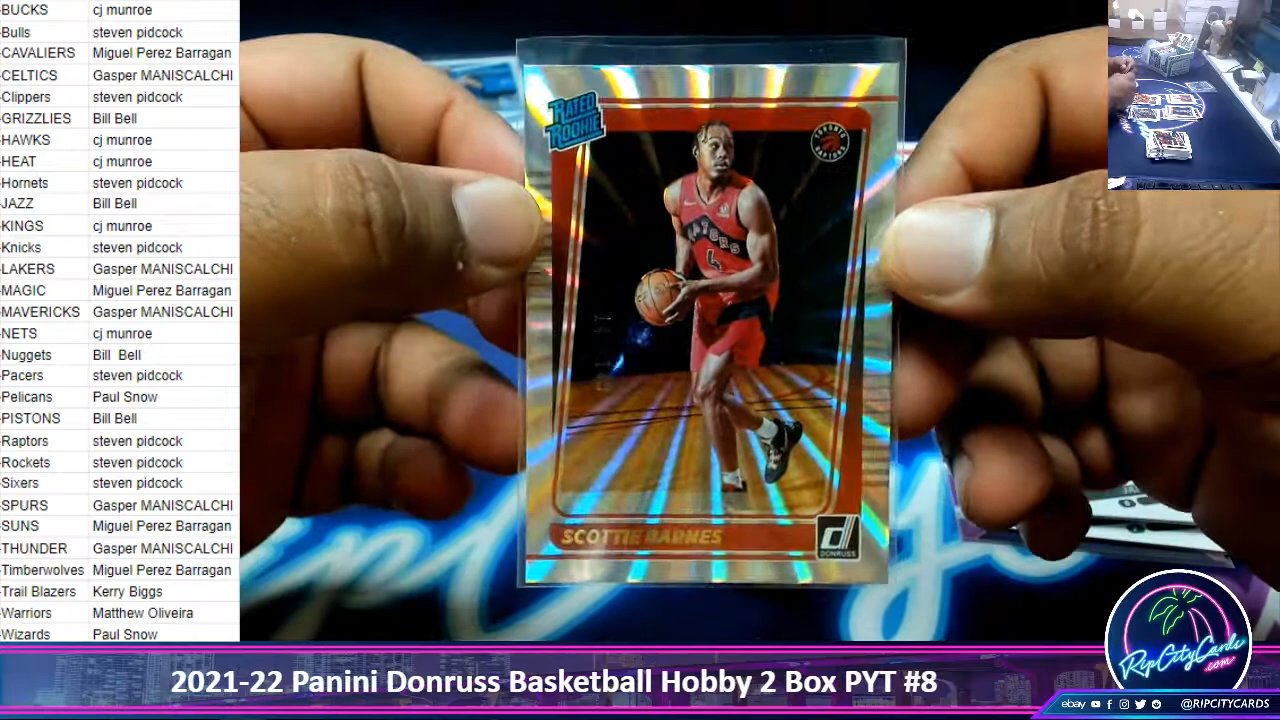 -BUCKS cj munroe
-Bulls steven pidcock
-CAVALIERS Miguel Perez Barragan
-CELTICS Gasper MANISCALCHI
-Clippers steven pidcock
-GRIZZLIES Bill Bell
-HAWKS cj munroe
-HEAT cj munroe
-Hornets steven pidcock
-JAZZ Bill Bell
-KINGS cj munroe
-Knicks steven pidcock
-LAKERS Gasper MANISCALCHI
-MAGIC Miguel Perez Barragan
-MAVERICKS Gasper MANISCALCHI
-NETS cj munroe
-Nuggets Bill Bell
-Pacers steven pidcock
-Pelicans Paul Snow
-PISTONS Bill Bell
-Raptors steven pidcock
-Rockets steven pidcock
-Sixers steven pidcock
-SPURS Gasper MANISCALCHI
-SUNS Miguel Perez Barragan
-THUNDER Gasper MANISCALCHI
-Timberwolves Miguel Perez Barragan
-Trail Blazers Kerry Biggs
-Warriors Matthew Oliveira
-Wizards Paul Snow
RATED
ROOKIE
TORONTO
RAPTORS
RAPTORS
4
SCOTTIE BARNES
d
DONRUSS
RipCityCards
.com
2021-22 Panini Donruss Basketball Hobby 2 Box PYT #8
ebay @RIPCITYCARDS